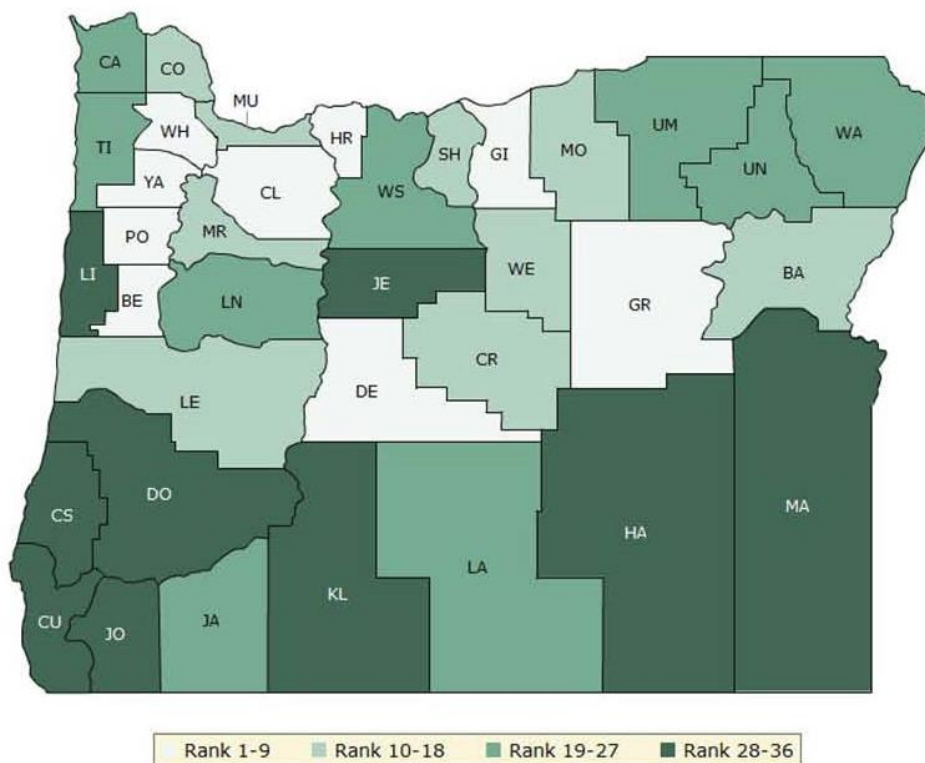 CA
CO
MU
WH
HR
TI
SH
GI
MO
UM
WA
UN
YA
CL
WS
PO
MR
WE
BA
LI
JE
BE
LN
GR
CR
DE
LE
DO
CS
MA
HA
LA
KL
CU
JO
JA
Rank 1-9 Rank 10-18 Rank 19-27 Rank 28-36